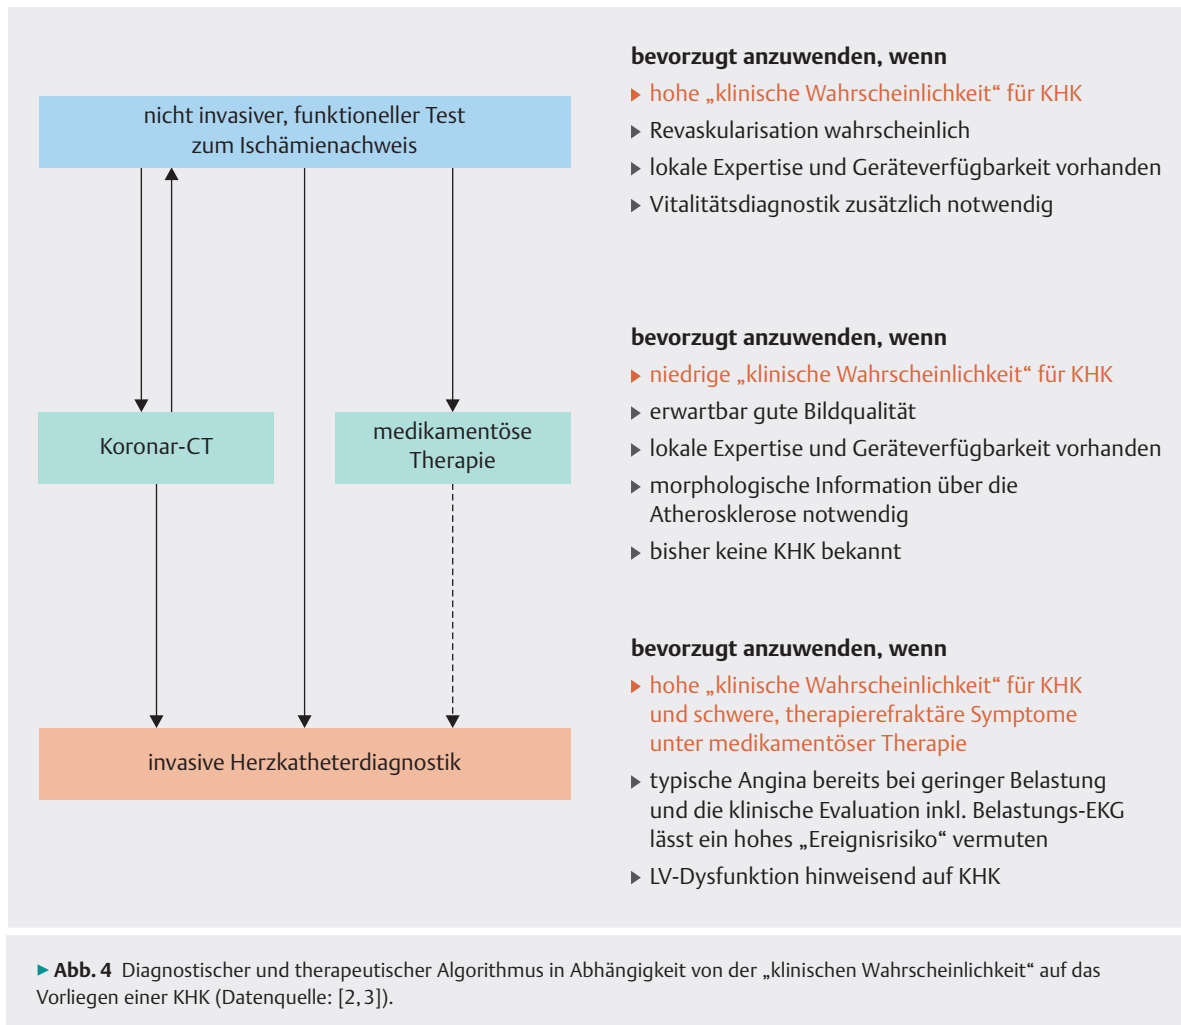 nicht invasiver, funktioneller Test
zum Ischämienachweis
Koronar-CT
medikamentöse
Therapie
invasive Herzkatheterdiagnostik
bevorzugt anzuwenden, wenn
▸ hohe „klinische Wahrscheinlichkeit“ für KHK
▸ Revaskularisation wahrscheinlich
▸ lokale Expertise und Geräteverfügbarkeit vorhanden
▸ Vitalitätsdiagnostik zusätzlich notwendig
bevorzugt anzuwenden, wenn
▸ niedrige „klinische Wahrscheinlichkeit“ für KHK
▸ erwartbar gute Bildqualität
▸ lokale Expertise und Geräteverfügbarkeit vorhanden
▸ morphologische Information über die
Atherosklerose notwendig
▸ bisher keine KHK bekannt
bevorzugt anzuwenden, wenn
▸ hohe „klinische Wahrscheinlichkeit“ für KHK
und schwere, therapierefraktäre Symptome
unter medikamentöser Therapie
▸ typische Angina bereits bei geringer Belastung
und die klinische Evaluation inkl. Belastungs-EKG
lässt ein hohes „Ereignisrisiko“ vermuten
▸ LV-Dysfunktion hinweisend auf KHK
▸ Abb. 4 Diagnostischer und therapeutischer Algorithmus in Abhängigkeit von der „klinischen Wahrscheinlichkeit“ auf das
Vorliegen einer KHK (Datenquelle: [2, 3]).